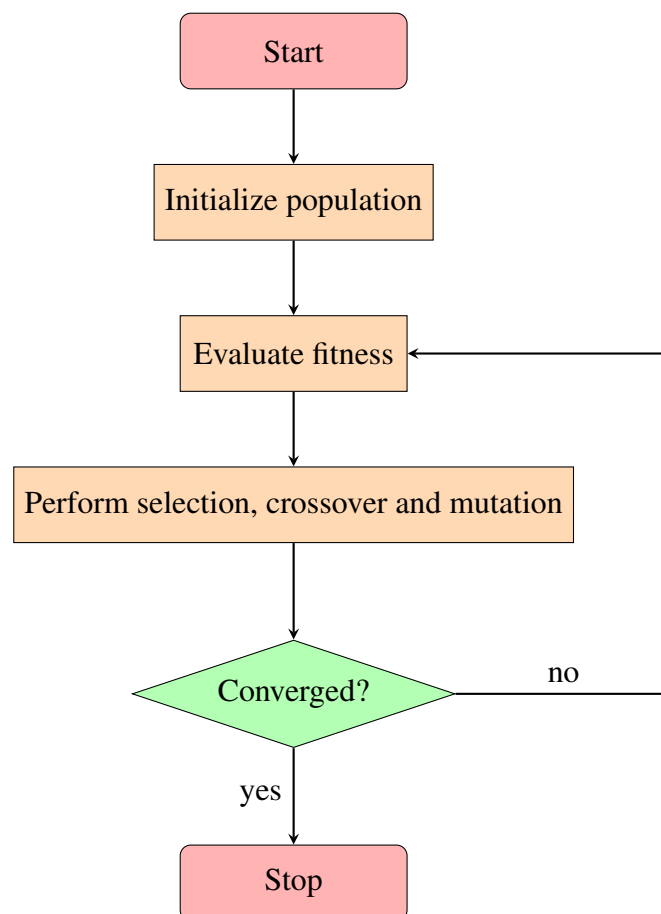 Start
Initialize population
Evaluate fitness
Perform selection, crossover and mutation
Converged?
no
yes
Stop